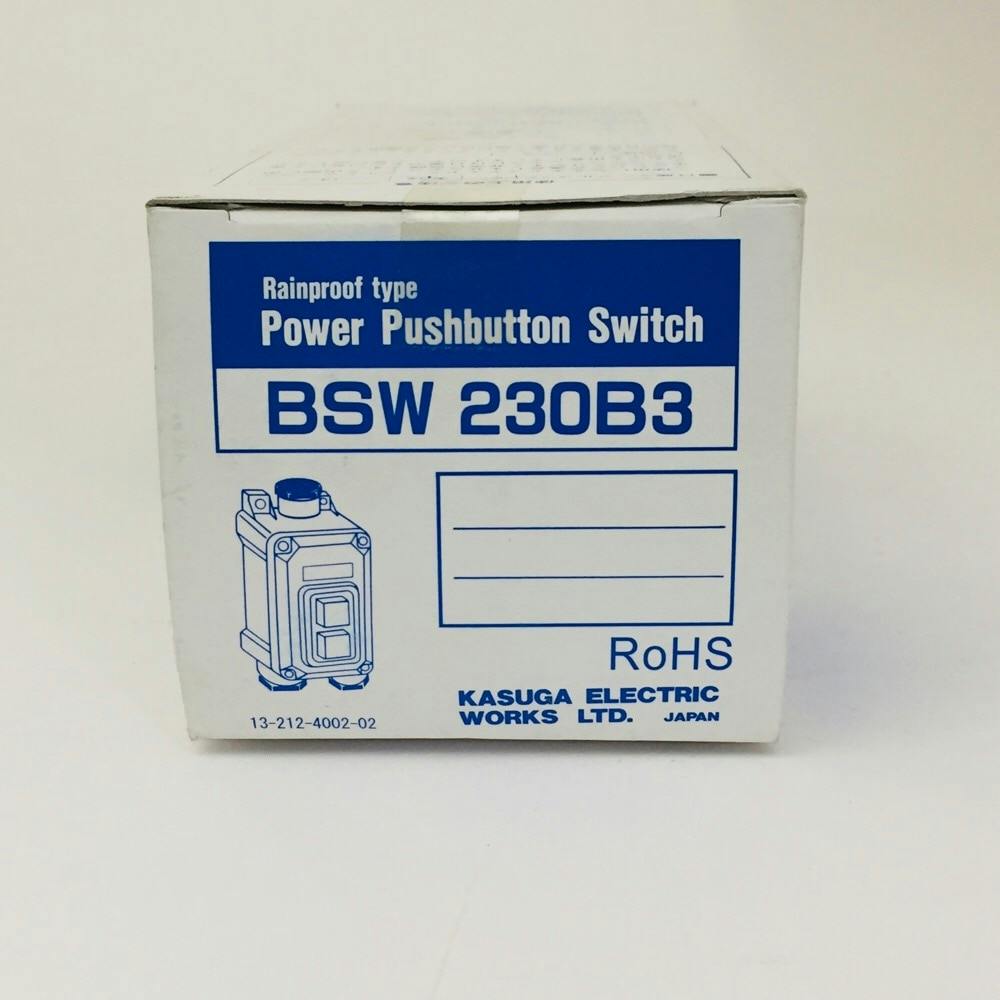 Rainproof type
Power Pushbutton Switch
BSW 230B3
RoHS
KASUGA ELECTRIC
WORKS LTD. JAPAN
13-212-4002-02